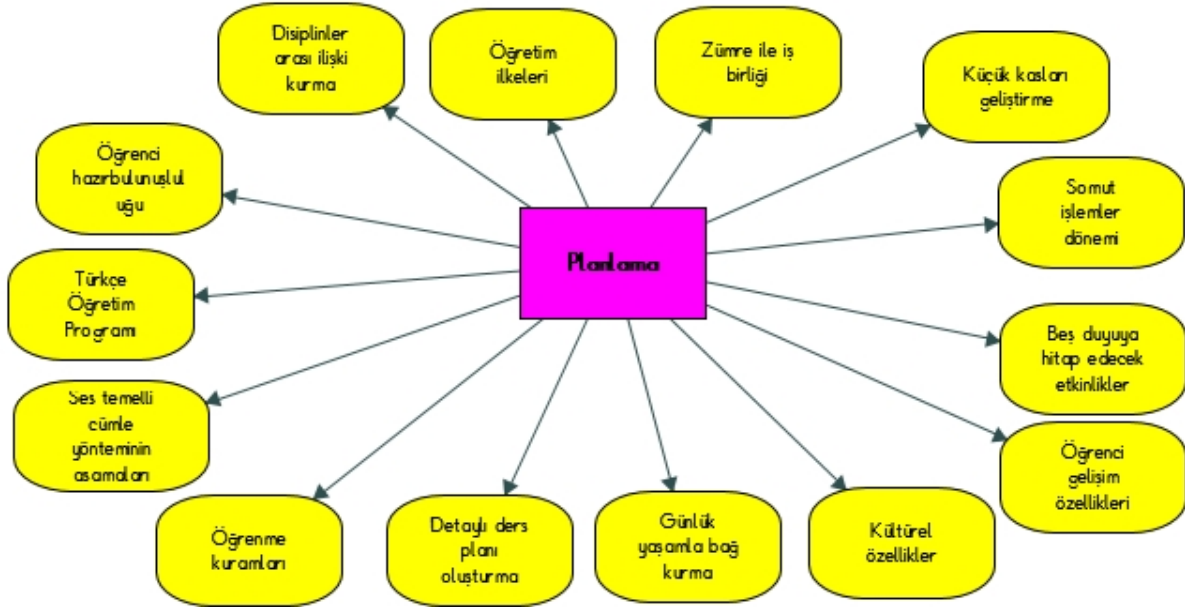 Disiplinler
arası ilişki
kurma
Öğretim
ilkeleri
Zümre ile iş
birliği
Küçük kasları
geliştirme
Öğrenci
hazırbulunuşlul
uğu
Somut
işlemler
dönemi
Planlama
Türkçe
Öğretim
Programı
Beş duyuya
hitap edecek
etkinlikler
Ses temelli
cümle
yönteminin
asamaları
Öğrenci
gelişim
özellikleri
Öğrenme
kuramları
Detaylı ders
planı
oluşturma
Günlük
yaşamla bağ
kurma
Kültürel
özellikler